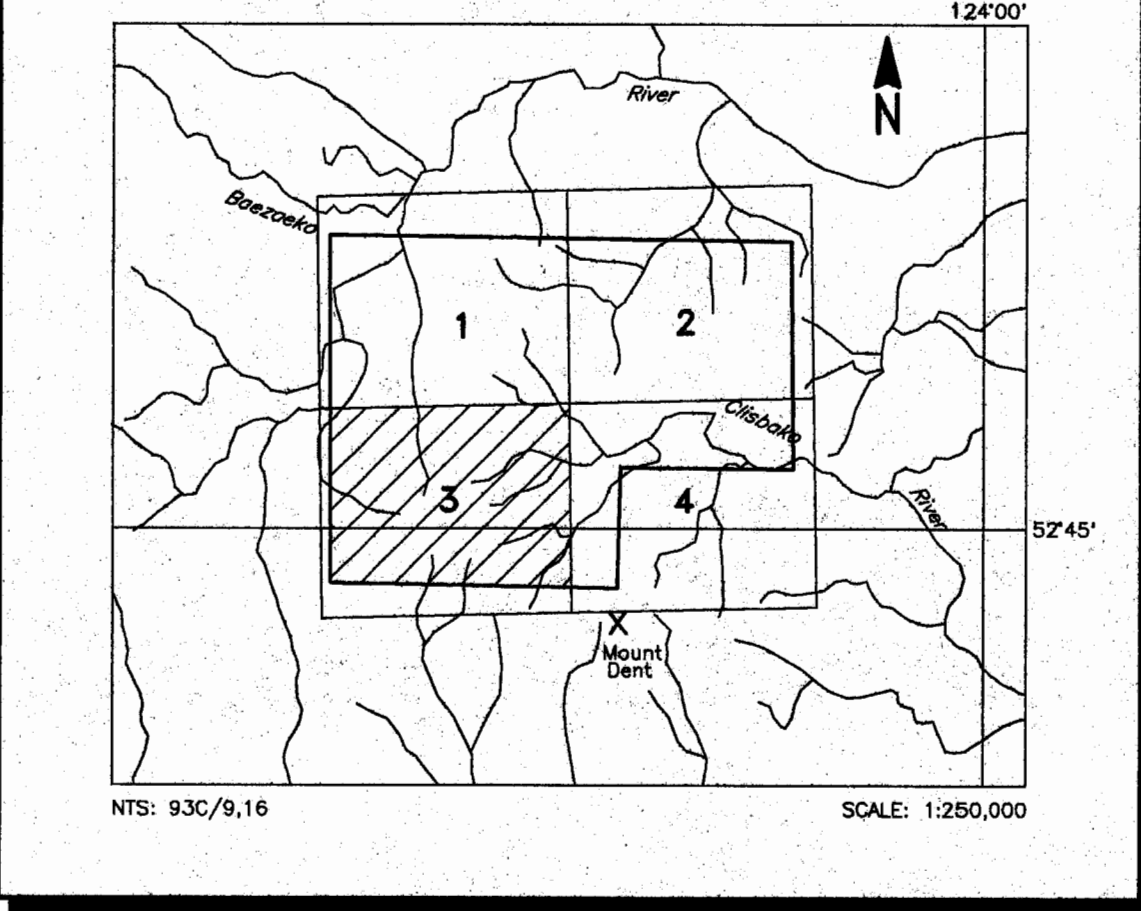 124°00'
River
N
Baezaeko
1
2
Clisbako
3
4
River
52°45'
X
Mount
Dent
NTS: 93C/9,16
SCALE: 1:250,000